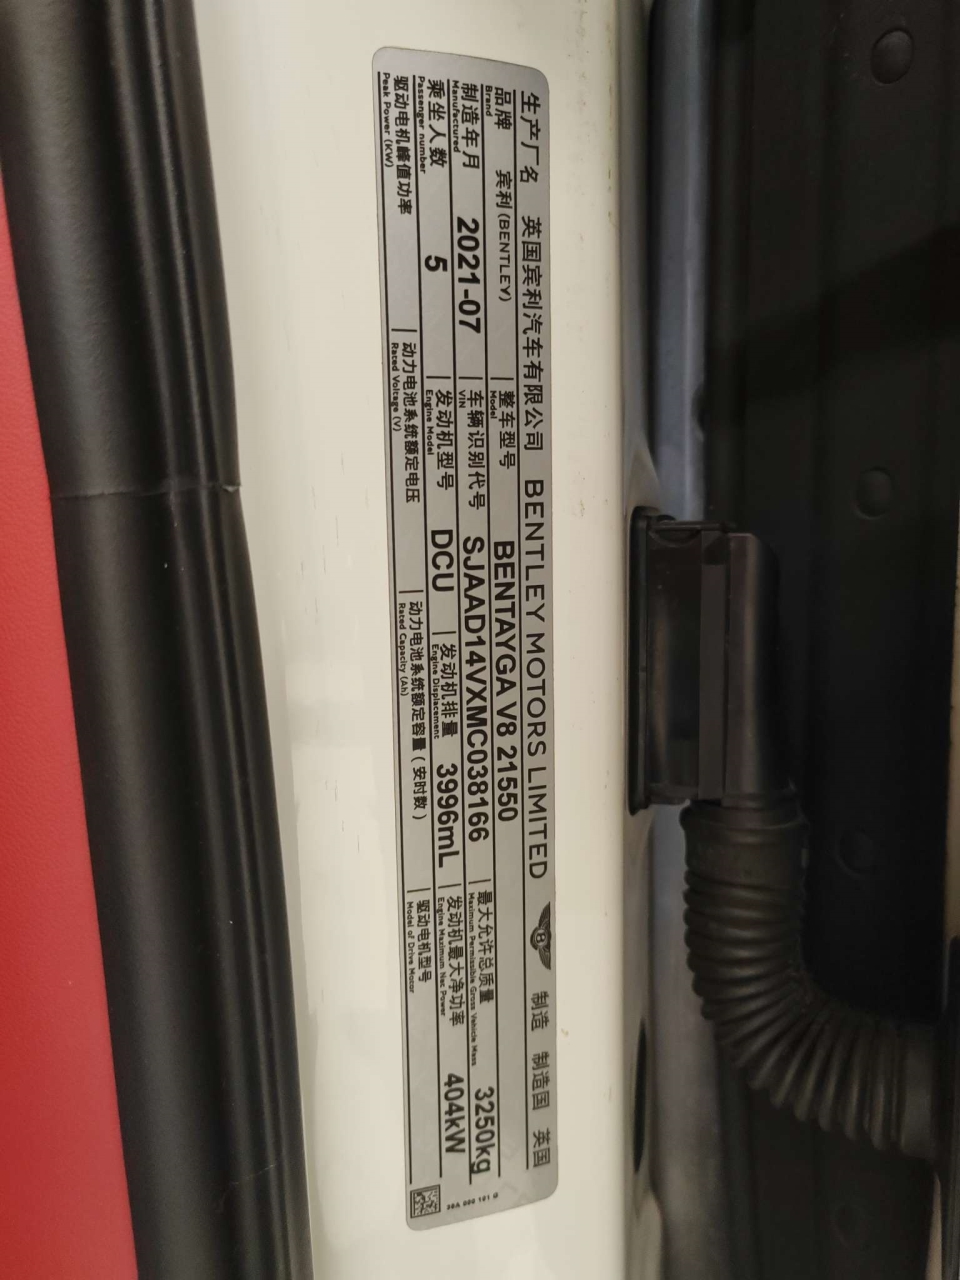 生产厂名 英国宾利汽车有限公司 BENTLEY MOTORS LIMITED B 制造 制造国 英国
品牌 宾利(BENTLEY) 整车型号 BENTAYGA V8 21550
Brand Model
制造年月 2021-07 车辆识别代号 SJAAD14VXMC038166 最大允许总质量 3250kg
Manufactured VIN Maximum Permissible Gross Vehicle Mass
乘坐人数 5 发动机型号 DCU 发动机排量 3996mL 发动机最大净功率 404kW
Passenger number Engine Model Engine Displacement Engine Maximum Net Power
驱动电机峰值功率 动力电池系统额定电压 动力电池系统额定容量(安时数) 驱动电机型号
Peak Power (KW) Rated Voltage (V) Rated Capacity (Ah) Model of Drive Motor